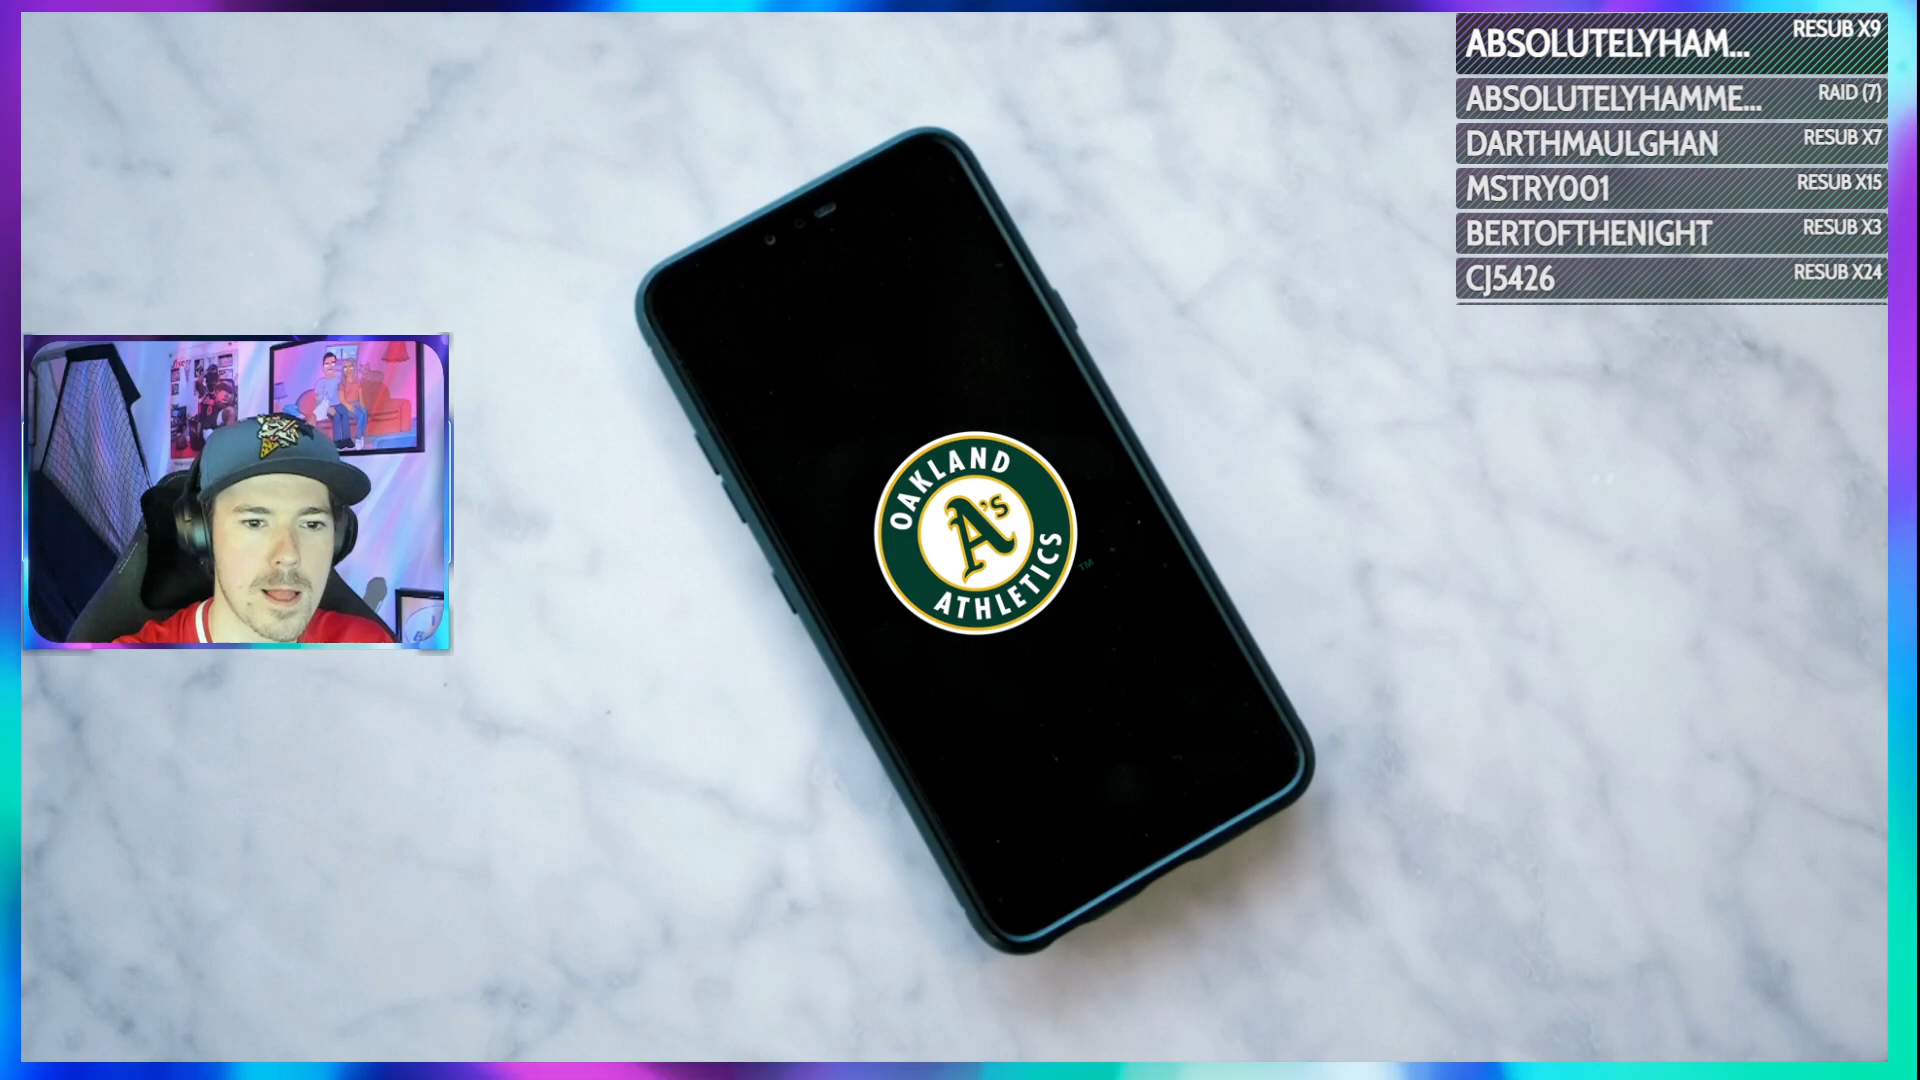 ABSOLUTELYHAM... RESUB X9
ABSOLUTELYHAMME... RAID (7)
DARTHMAULGHAN RESUB X7
MSTRY001 RESUB X15
BERTOFTHENIGHT RESUB X3
CJ5426 RESUB X24
OAKLAND
A's
ATHLETICS
TM